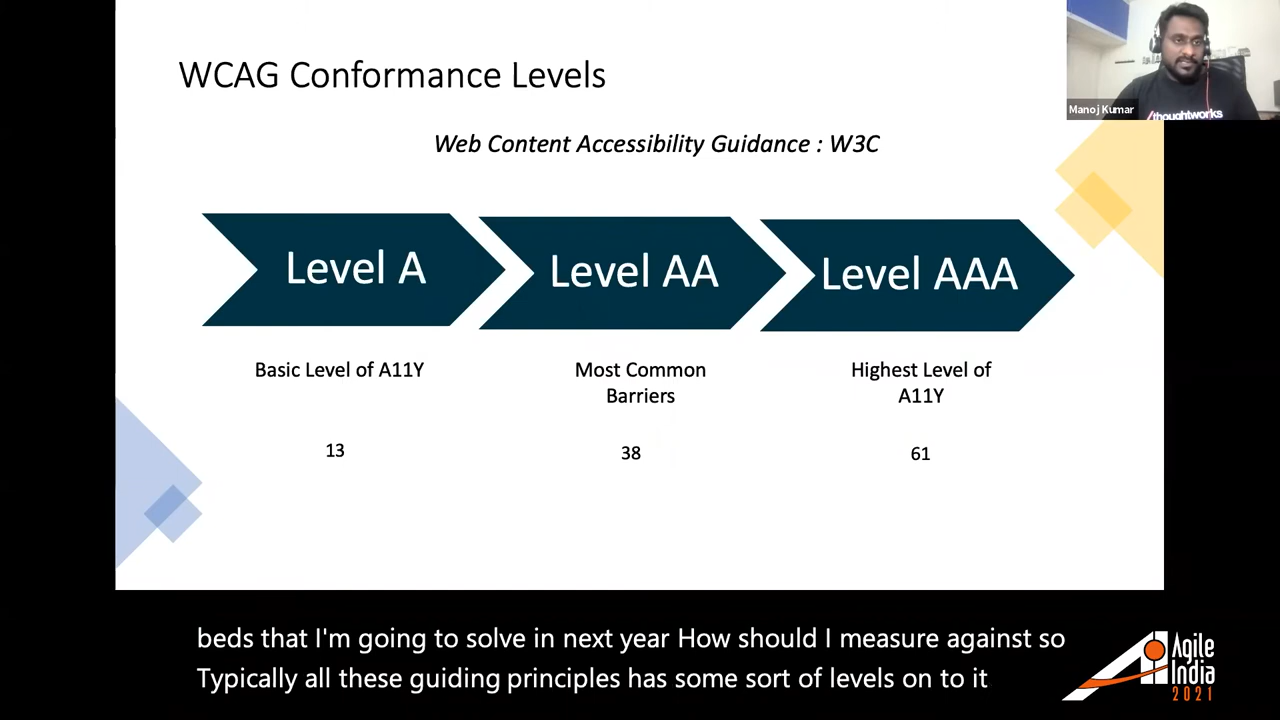 WCAG Conformance Levels
Manoj Kumar
/thoughtworks
Web Content Accessibility Guidance : W3C
Level A
Level AA
Level AAA
Basic Level of A11Y
Most Common
Barriers
Highest Level of
A11Y
13
38
61
beds that I'm going to solve in next year How should I measure against so
Typically all these guiding principles has some sort of levels on to it
Agile
India
2021